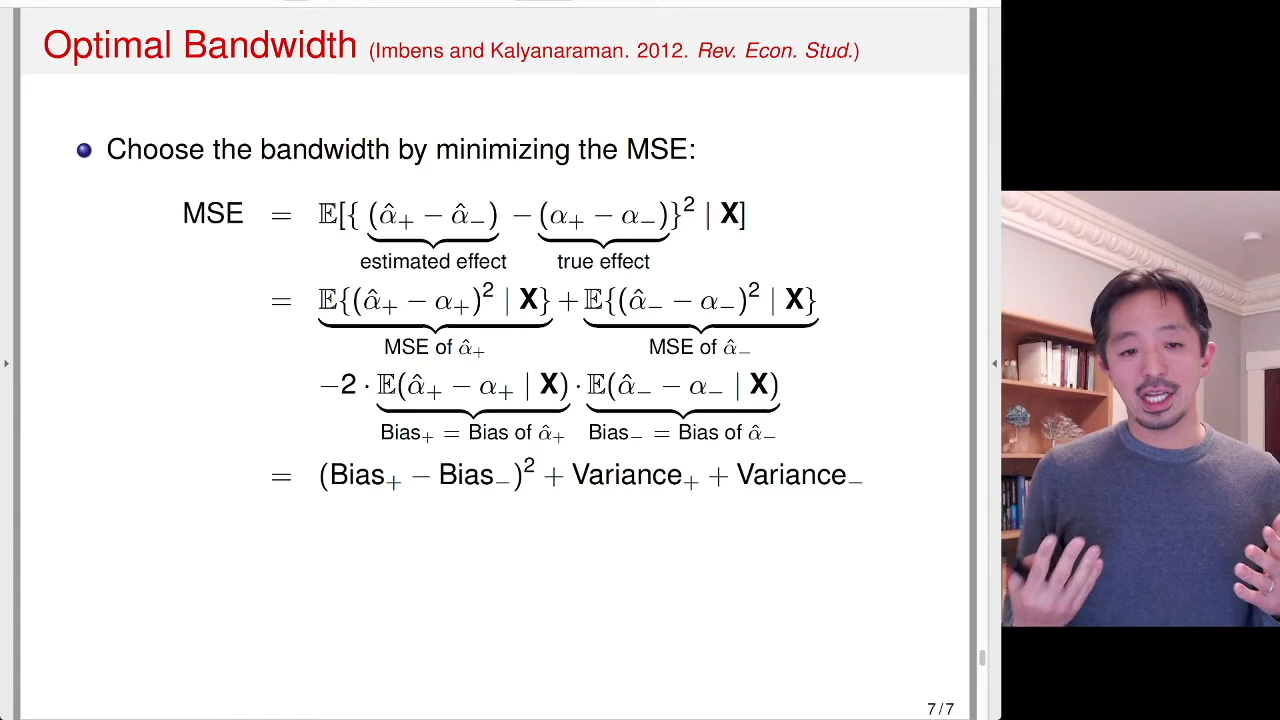 Optimal Bandwidth (Imbens and Kalyanaraman. 2012. Rev. Econ. Stud.)
Choose the bandwidth by minimizing the MSE:
MSE = 𝔼[{ (α̂₊ − α̂₋) − (α₊ − α₋)}² | X]
estimated effect true effect
= 𝔼{(α̂₊ − α₊)² | X} + 𝔼{(α̂₋ − α₋)² | X}
MSE of α̂₊ MSE of α̂₋
−2 · 𝔼(α̂₊ − α₊ | X) · 𝔼(α̂₋ − α₋ | X)
Bias₊ = Bias of α̂₊ Bias₋ = Bias of α̂₋
= (Bias₊ − Bias₋)² + Variance₊ + Variance₋
7 / 7